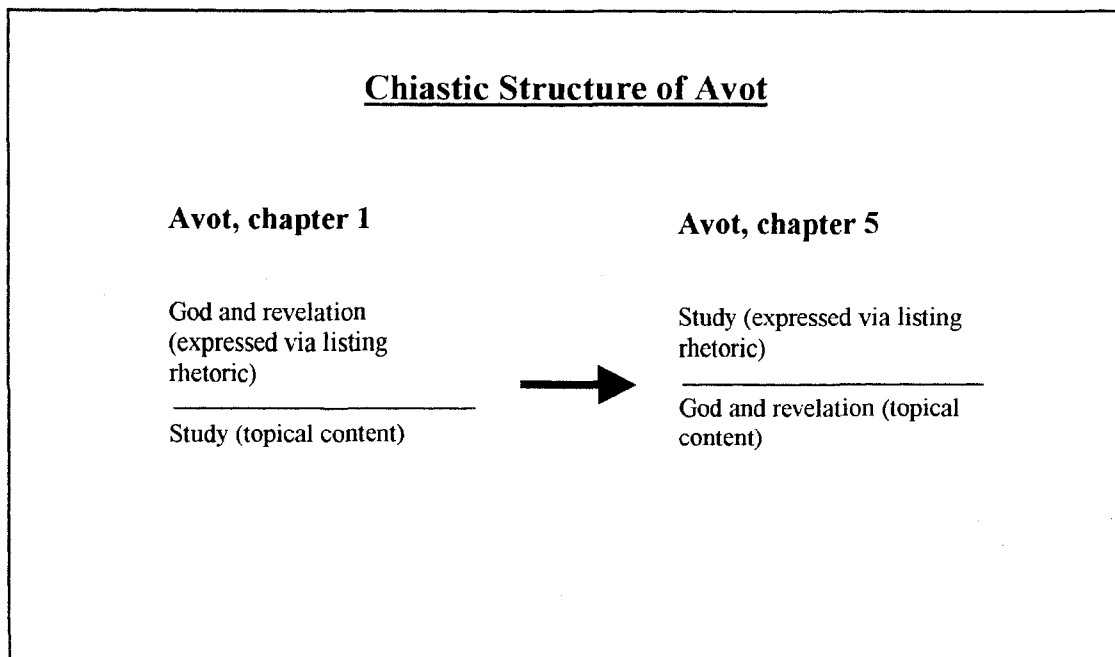 Chiastic Structure of Avot
Avot, chapter 1
God and revelation
(expressed via listing
rhetoric)
Study (topical content)
Avot, chapter 5
Study (expressed via listing
rhetoric)
God and revelation (topical
content)